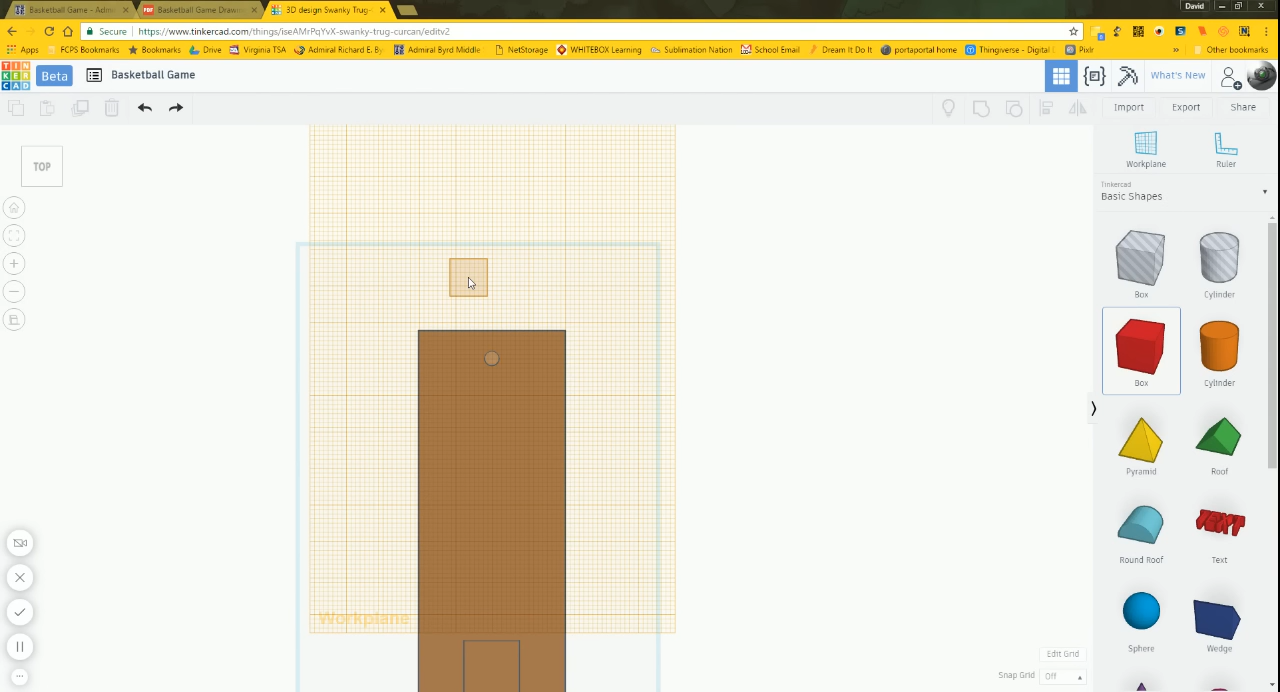 Basketball Game - Admi
Basketball Game Drawin
3D design Swanky Trug-
David
Secure
https://www.tinkercad.com/things/iseAMrPqYvX-swanky-trug-curcan/editv2
Apps
FCPS Bookmarks
Bookmarks
Drive
Virginia TSA
Admiral Richard E. By
Admiral Byrd Middle
NetStorage
WHITEBOX Learning
Sublimation Nation
School Email
Dream It Do It
portaportal home
Thingiverse - Digital
Pixlr
»
Other bookmarks
TIN
KER
CAD
Beta
Basketball Game
What's New
Import
Export
Share
TOP
Workplane
Ruler
Tinkercad
Basic Shapes
Box
Cylinder
Box
Cylinder
Pyramid
Roof
Round Roof
Text
TEXT
Sphere
Wedge
Workplane
Edit Grid
Snap Grid
Off